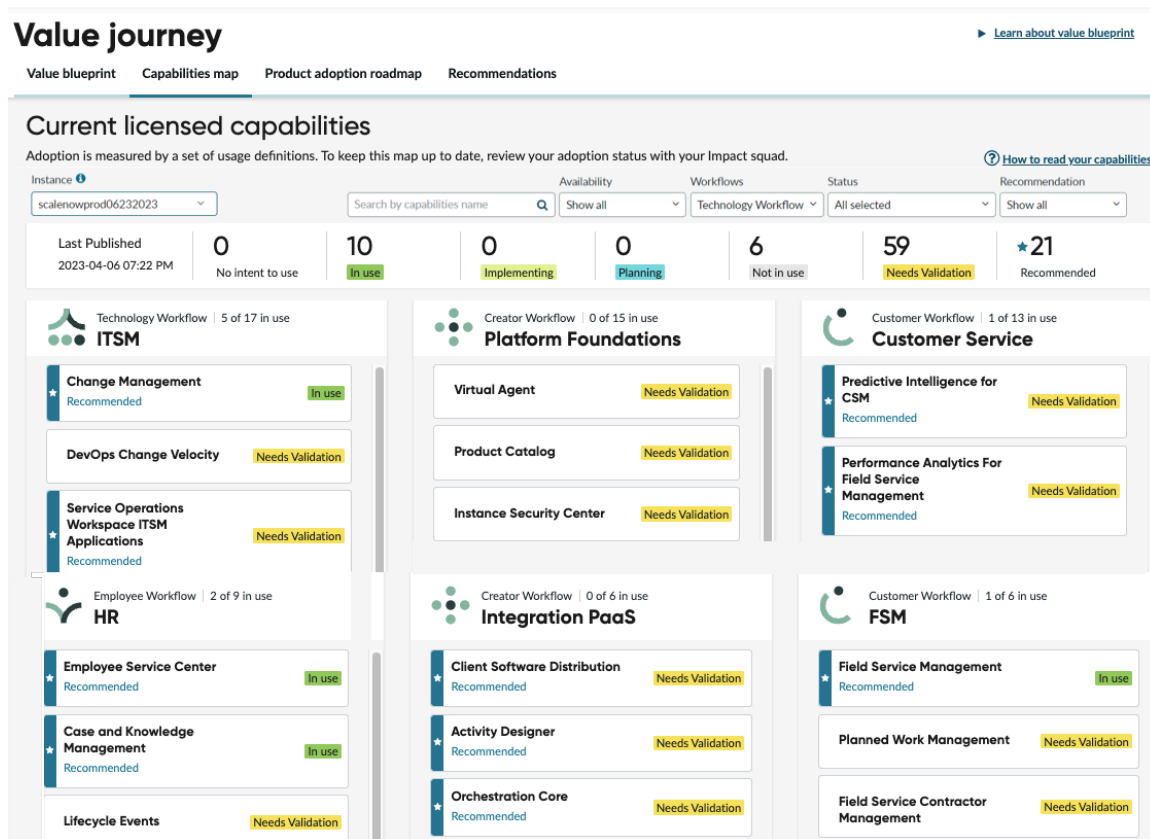 Value journey
Learn about value blueprint
Value blueprint
Capabilities map
Product adoption roadmap
Recommendations
Current licensed capabilities
Adoption is measured by a set of usage definitions. To keep this map up to date, review your adoption status with your Impact squad.
How to read your capabilities
Instance
Availability
Workflows
Status
Recommendation
scalenowprod06232023
Search by capabilities name
Show all
Technology Workflow
All selected
Show all
Last Published
2023-04-06 07:22 PM
0
No intent to use
10
In use
0
Implementing
0
Planning
6
Not in use
59
Needs Validation
21
Recommended
Technology Workflow | 5 of 17 in use
ITSM
Change Management
Recommended
In use
DevOps Change Velocity
Needs Validation
Service Operations
Workspace ITSM
Applications
Recommended
Needs Validation
Creator Workflow | 0 of 15 in use
Platform Foundations
Virtual Agent
Needs Validation
Product Catalog
Needs Validation
Instance Security Center
Needs Validation
Customer Workflow | 1 of 13 in use
Customer Service
Predictive Intelligence for
CSM
Recommended
Needs Validation
Performance Analytics For
Field Service
Management
Recommended
Needs Validation
Employee Workflow | 2 of 9 in use
HR
Employee Service Center
Recommended
In use
Case and Knowledge
Management
Recommended
In use
Lifecycle Events
Needs Validation
Creator Workflow | 0 of 6 in use
Integration PaaS
Client Software Distribution
Recommended
Needs Validation
Activity Designer
Recommended
Needs Validation
Orchestration Core
Recommended
Needs Validation
Customer Workflow | 1 of 6 in use
FSM
Field Service Management
Recommended
In use
Planned Work Management
Needs Validation
Field Service Contractor
Management
Needs Validation